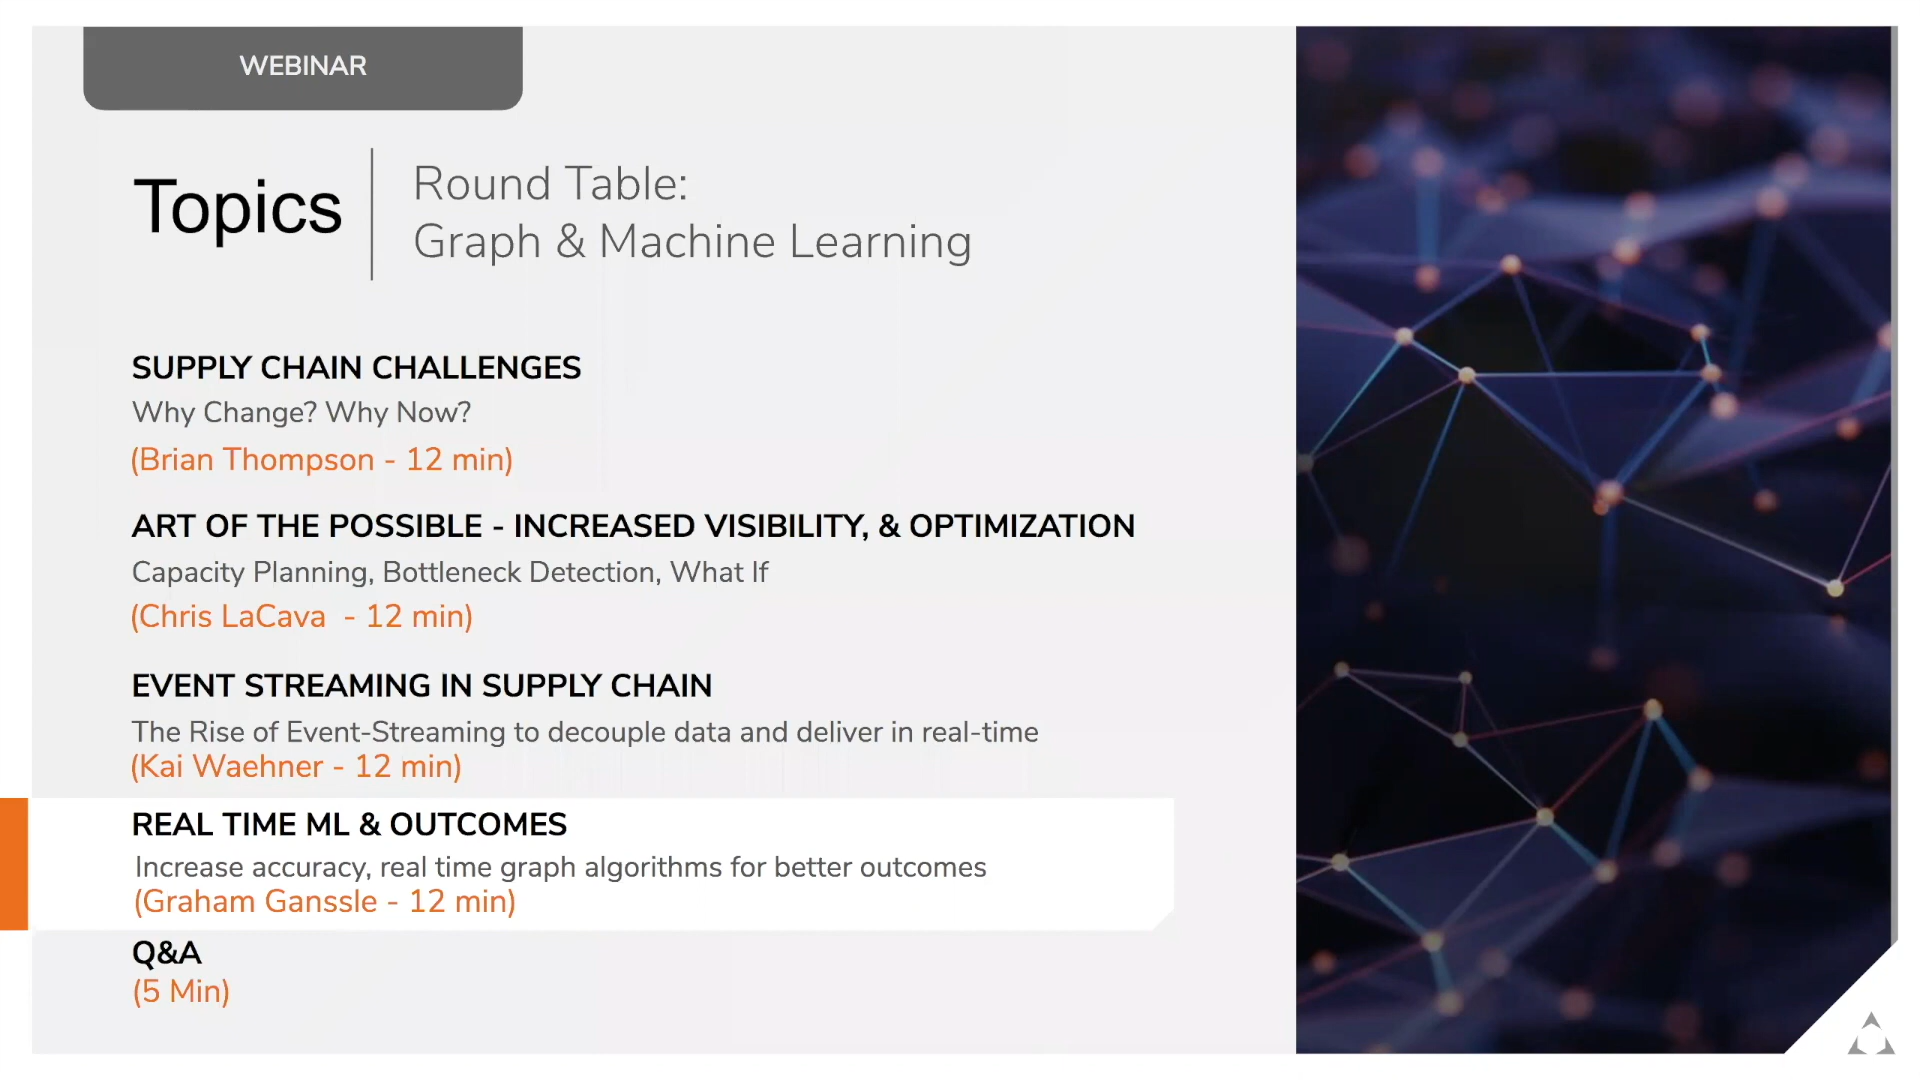 WEBINAR
Topics
Round Table:
Graph & Machine Learning
SUPPLY CHAIN CHALLENGES
Why Change? Why Now?
(Brian Thompson - 12 min)
ART OF THE POSSIBLE - INCREASED VISIBILITY, & OPTIMIZATION
Capacity Planning, Bottleneck Detection, What If
(Chris LaCava - 12 min)
EVENT STREAMING IN SUPPLY CHAIN
The Rise of Event-Streaming to decouple data and deliver in real-time
(Kai Waehner - 12 min)
REAL TIME ML & OUTCOMES
Increase accuracy, real time graph algorithms for better outcomes
(Graham Ganssle - 12 min)
Q&A
(5 Min)